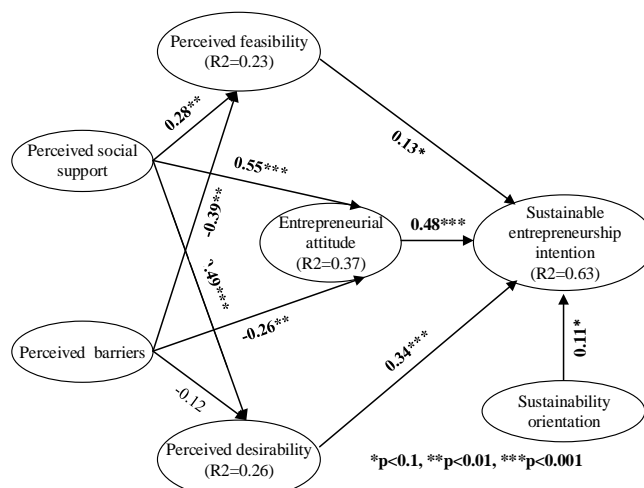 Perceived feasibility
(R2=0.23)
0.28**
0.13*
Perceived social
support
0.55***
-0.39**
Entrepreneurial
attitude
(R2=0.37)
0.48***
Sustainable
entrepreneurship
intention
(R2=0.63)
.49***
-0.26**
Perceived barriers
-0.12
0.34***
0.11*
Perceived desirability
(R2=0.26)
Sustainability
orientation
*p<0.1, **p<0.01, ***p<0.001